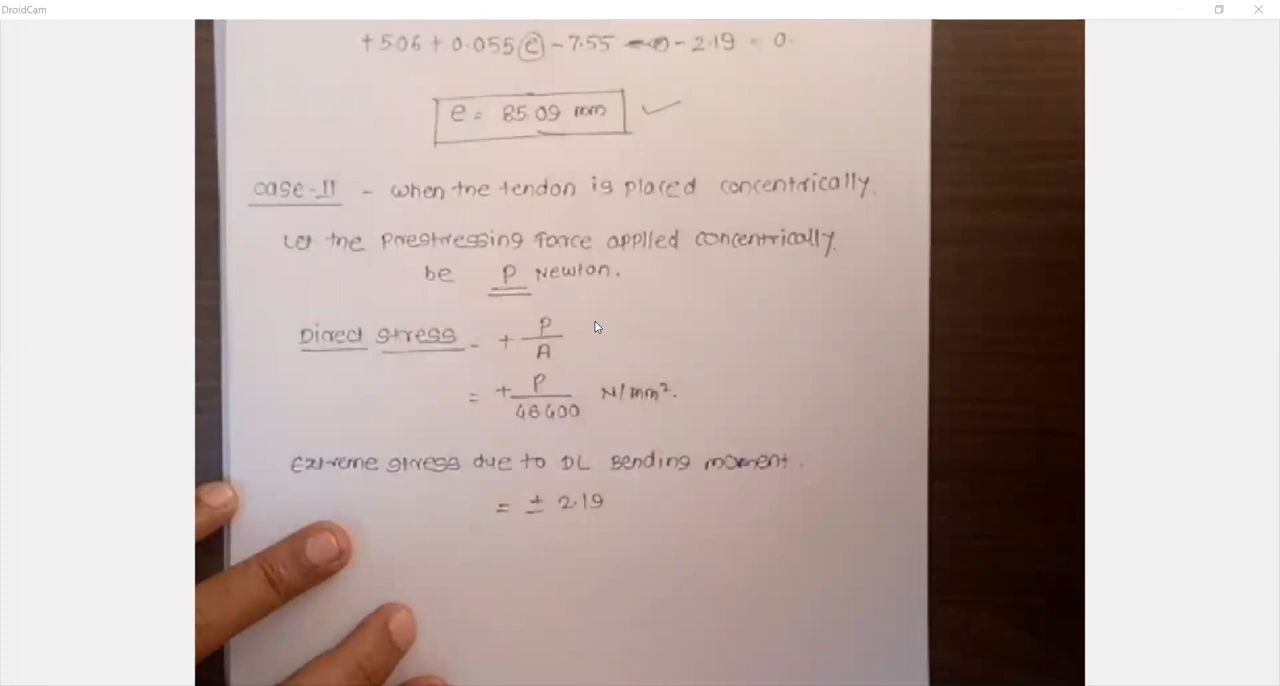 DroidCam
+ 5.06 + 0.055 e - 7.55 - 2.19 = 0.
e = 85.09 mm ✓
Case-II - when the tendon is placed concentrically.
Let the prestressing force applied concentrically
be P Newton.
Direct stress = + P
A
= + P N/mm².
46400
Extreme stress due to DL Bending moment.
= ± 2.19